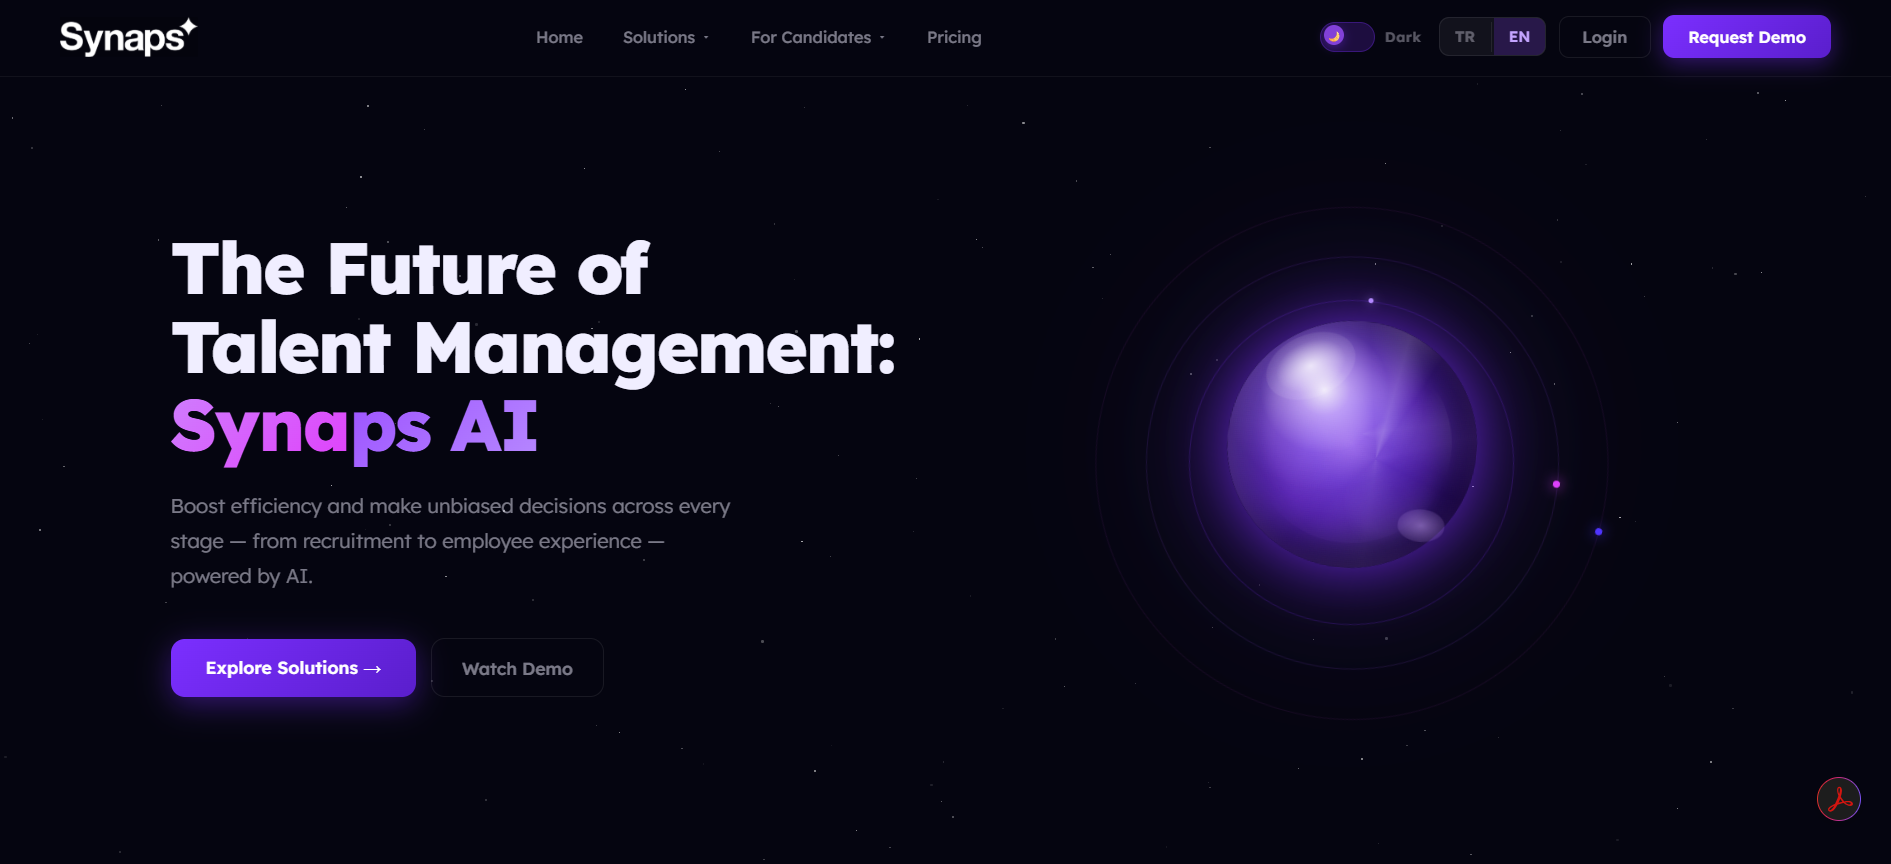 Synaps
Home
Solutions
For Candidates
Pricing
Dark
TR
EN
Login
Request Demo
The Future of
Talent Management:
Synaps AI
Boost efficiency and make unbiased decisions across every
stage — from recruitment to employee experience —
powered by AI.
Explore Solutions →
Watch Demo